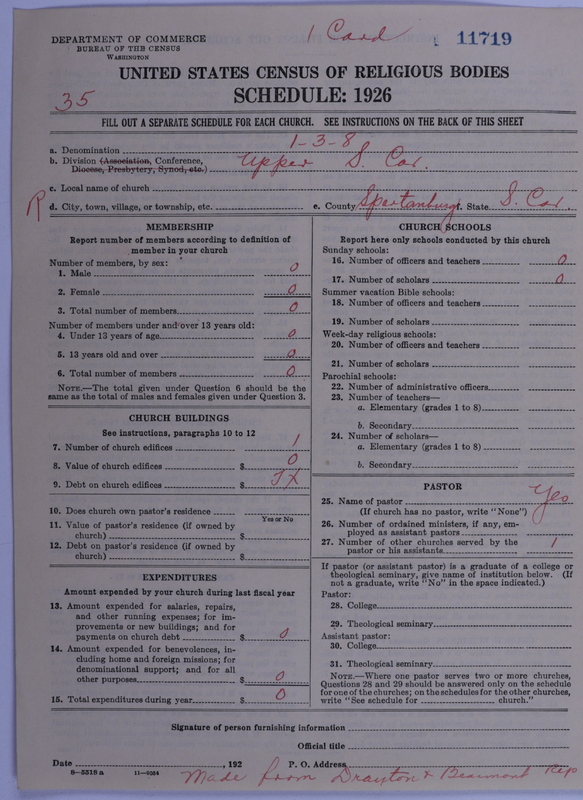 1 Card
11719
DEPARTMENT OF COMMERCE
BUREAU OF THE CENSUS
WASHINGTON
UNITED STATES CENSUS OF RELIGIOUS BODIES
35
SCHEDULE: 1926
FILL OUT A SEPARATE SCHEDULE FOR EACH CHURCH. SEE INSTRUCTIONS ON THE BACK OF THIS SHEET
a. Denomination 1-3-8
b. Division (Association, Conference, Diocese, Presbytery, Synod, etc.) Upper S. Car.
c. Local name of church
R d. City, town, village, or township, etc. e. County Spartanburg f. State S. Car.
MEMBERSHIP
Report number of members according to definition of
member in your church
Number of members, by sex:
1. Male 0
2. Female 0
3. Total number of members 0
Number of members under and over 13 years old:
4. Under 13 years of age 0
5. 13 years old and over 0
6. Total number of members 0
NOTE.—The total given under Question 6 should be the
same as the total of males and females given under Question 3.
CHURCH BUILDINGS
See instructions, paragraphs 10 to 12
7. Number of church edifices 1
8. Value of church edifices $ 0
9. Debt on church edifices $
10. Does church own pastor's residence
Yes or No
11. Value of pastor's residence (if owned by
church) $
12. Debt on pastor's residence (if owned by
church) $
EXPENDITURES
Amount expended by your church during last fiscal year
13. Amount expended for salaries, repairs,
and other running expenses; for im-
provements or new buildings; and for
payments on church debt $ 0
14. Amount expended for benevolences, in-
cluding home and foreign missions; for
denominational support; and for all
other purposes $ 0
15. Total expenditures during year $ 0
CHURCH SCHOOLS
Report here only schools conducted by this church
Sunday schools:
16. Number of officers and teachers 0
17. Number of scholars 0
Summer vacation Bible schools:
18. Number of officers and teachers
19. Number of scholars
Week-day religious schools:
20. Number of officers and teachers
21. Number of scholars
Parochial schools:
22. Number of administrative officers
23. Number of teachers—
a. Elementary (grades 1 to 8)
b. Secondary
24. Number of scholars—
a. Elementary (grades 1 to 8)
b. Secondary
PASTOR
25. Name of pastor Yes
(If church has no pastor, write "None")
26. Number of ordained ministers, if any, em-
ployed as assistant pastors
27. Number of other churches served by the
pastor or his assistants 1
If pastor (or assistant pastor) is a graduate of a college or
theological seminary, give name of institution below. (If
not a graduate, write "No" in the space indicated.)
Pastor:
28. College
29. Theological seminary
Assistant pastor:
30. College
31. Theological seminary
NOTE.—Where one pastor serves two or more churches,
Questions 28 and 29 should be answered only on the schedule
for one of the churches; on the schedules for the other churches,
write "See schedule for church."
Signature of person furnishing information
Official title
Date , 192 P. O. Address
8—5518 a 11—9054
Made from Drayton & Beaumont Rep